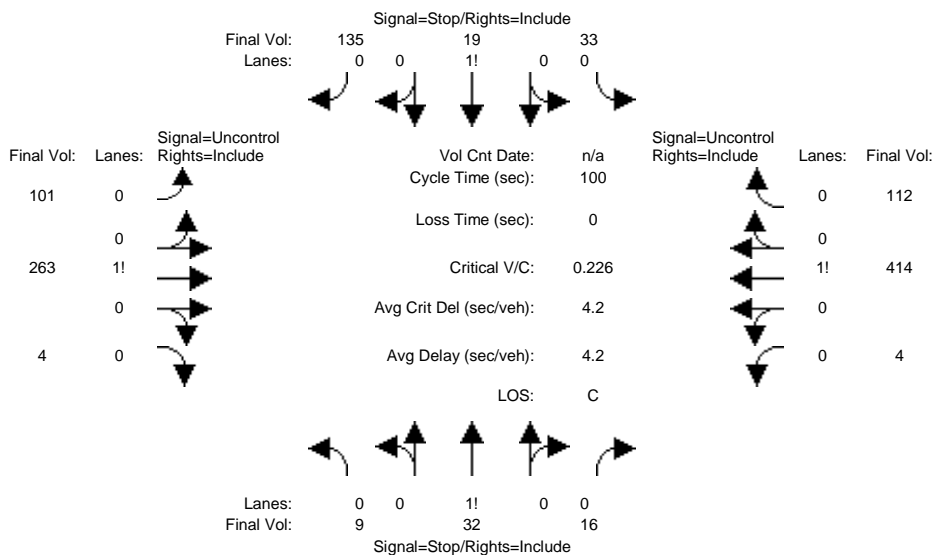 Signal=Stop/Rights=Include
Final Vol: 135 19 33
Lanes: 0 0 1! 0 0
Signal=Uncontrol
Final Vol: Lanes: Rights=Include
Vol Cnt Date: n/a
Signal=Uncontrol
Rights=Include Lanes: Final Vol:
Cycle Time (sec): 100
101 0
0 112
Loss Time (sec): 0
0
0
263 1!
Critical V/C: 0.226
1! 414
0
Avg Crit Del (sec/veh): 4.2
0
4 0
Avg Delay (sec/veh): 4.2
0 4
LOS: C
Lanes: 0 0 1! 0 0
Final Vol: 9 32 16
Signal=Stop/Rights=Include